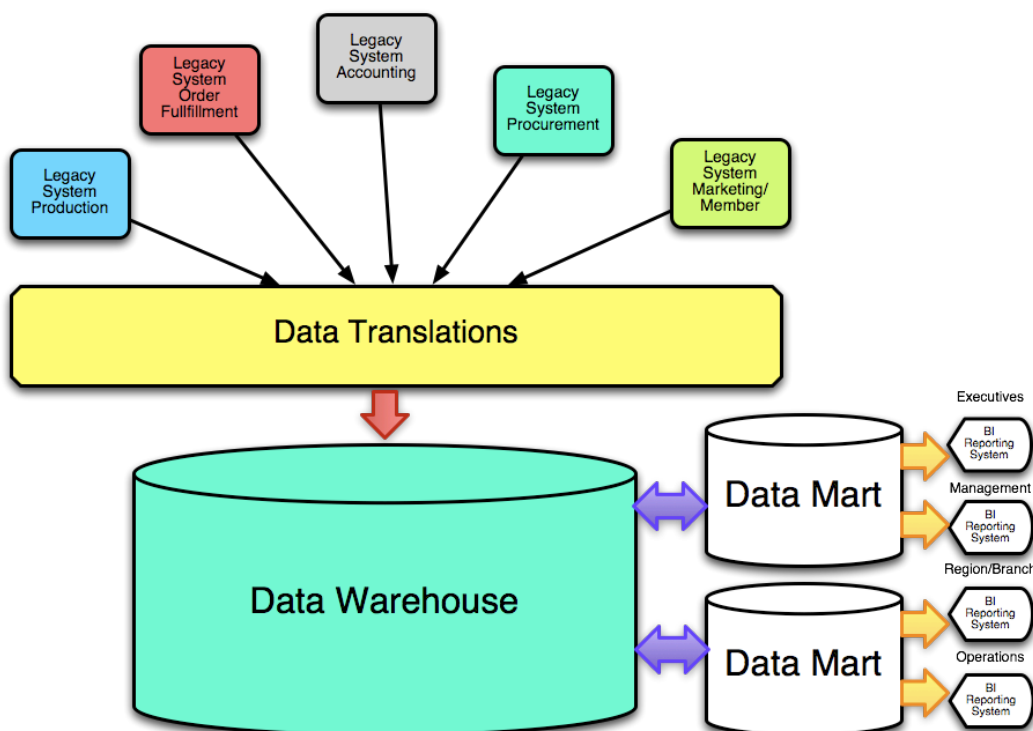 Legacy
System
Production
Legacy
System
Order
Fullfillment
Legacy
System
Accounting
Legacy
System
Procurement
Legacy
System
Marketing/
Member
Data Translations
Data Warehouse
Data Mart
Executives
BI
Reporting
System
Management
BI
Reporting
System
Data Mart
Region/Branch
BI
Reporting
System
Operations
BI
Reporting
System